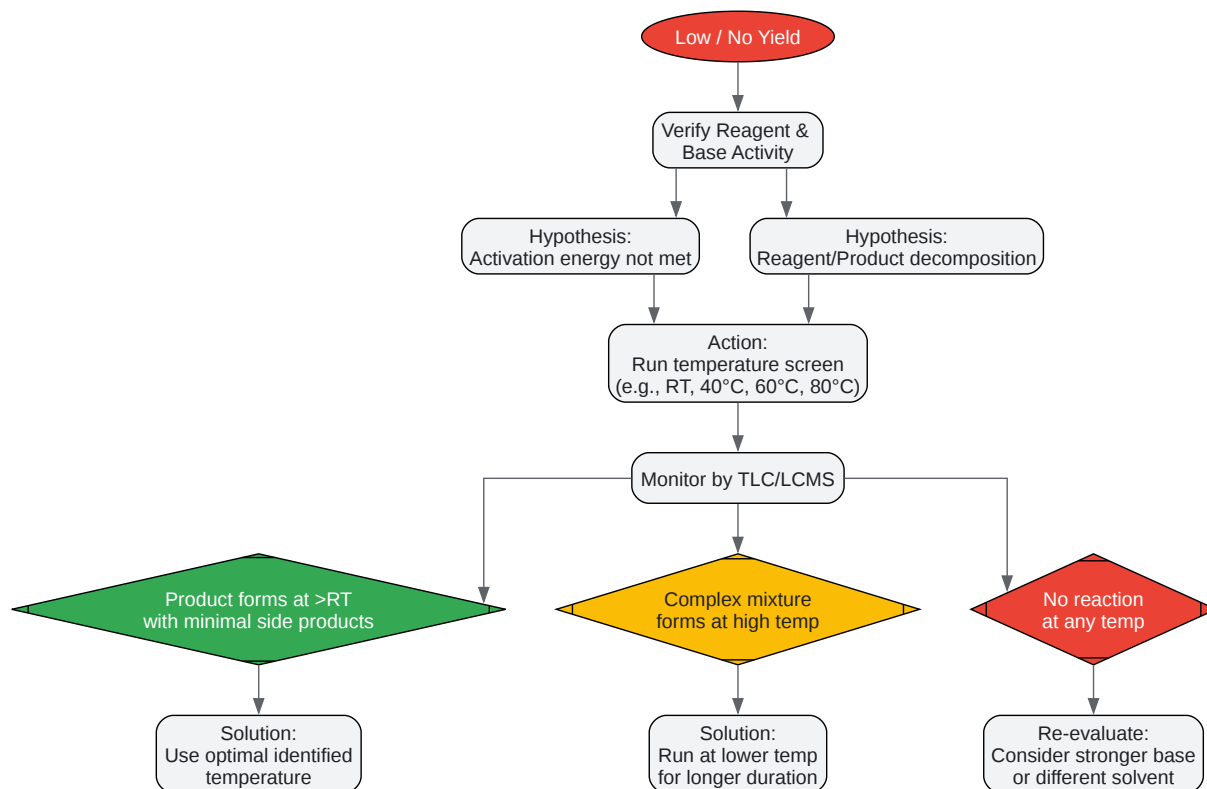 Low / No Yield
Verify Reagent &
Base Activity
Hypothesis:
Activation energy not met
Hypothesis:
Reagent/Product decomposition
Action:
Run temperature screen
(e.g., RT, 40°C, 60°C, 80°C)
Monitor by TLC/LCMS
Product forms at >RT
with minimal side products
Complex mixture
forms at high temp
No reaction
at any temp
Solution:
Use optimal identified
temperature
Solution:
Run at lower temp
for longer duration
Re-evaluate:
Consider stronger base
or different solvent